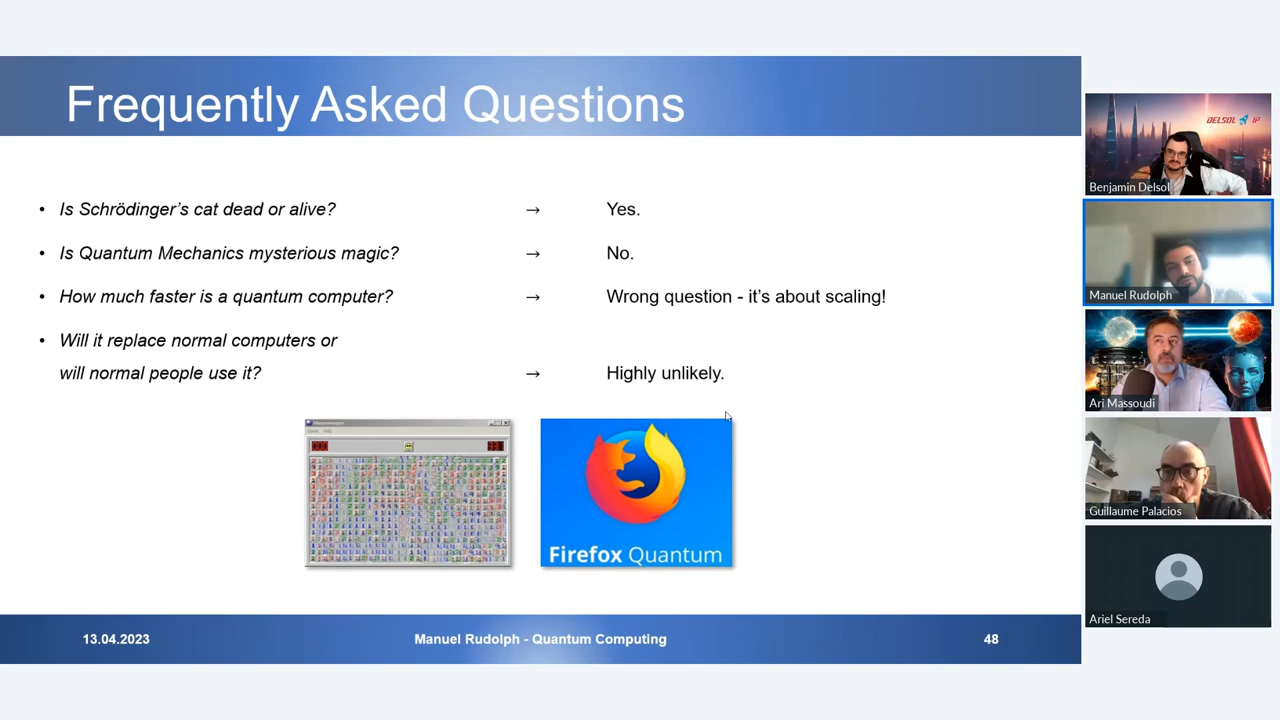 Frequently Asked Questions
• Is Schrödinger's cat dead or alive? → Yes.
• Is Quantum Mechanics mysterious magic? → No.
• How much faster is a quantum computer? → Wrong question - it's about scaling!
• Will it replace normal computers or
will normal people use it? → Highly unlikely.
Firefox Quantum
13.04.2023 Manuel Rudolph - Quantum Computing 48
DELSOL IP
Benjamin Delsol
Manuel Rudolph
Ari Massoudi
Guillaume Palacios
Ariel Sereda